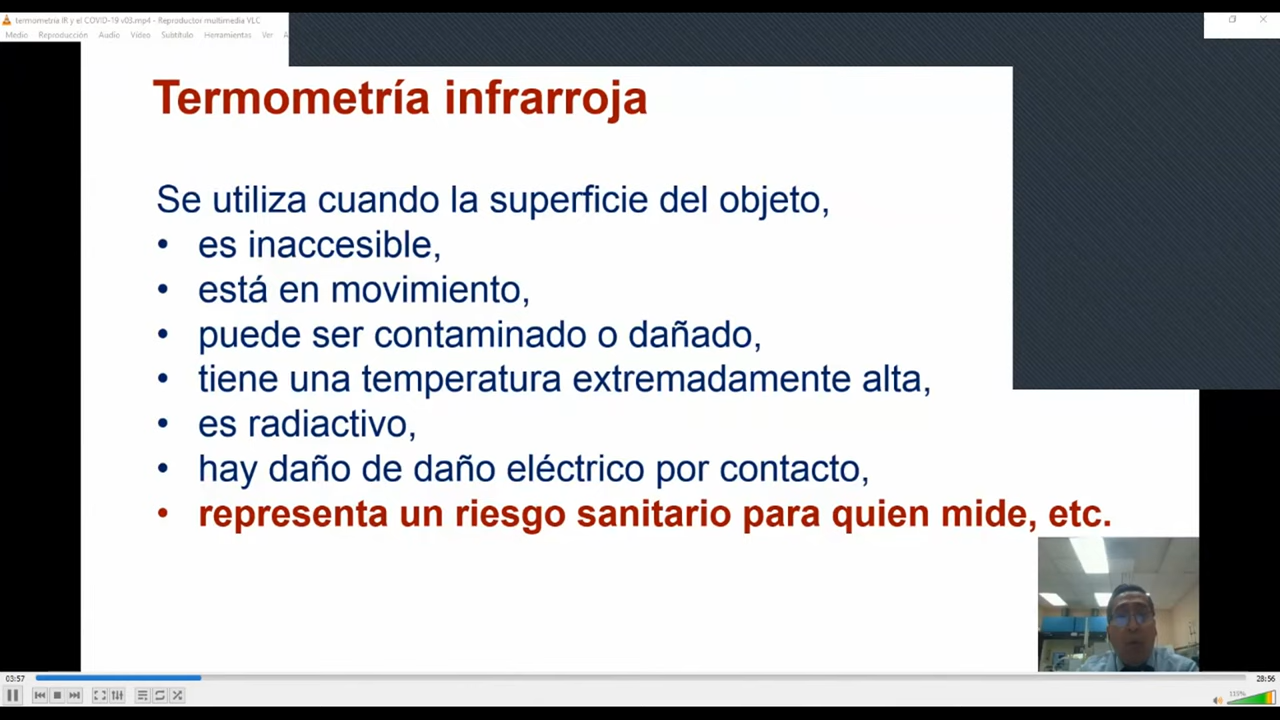 termometria IR y el COVID-19 v03.mp4 - Reproductor multimedia VLC
Medio Reproducción Audio Video Subtítulo Herramientas Ver A
Termometría infrarroja
Se utiliza cuando la superficie del objeto,
• es inaccesible,
• está en movimiento,
• puede ser contaminado o dañado,
• tiene una temperatura extremadamente alta,
• es radiactivo,
• hay daño de daño eléctrico por contacto,
• representa un riesgo sanitario para quien mide, etc.
03:57
28:56
115%